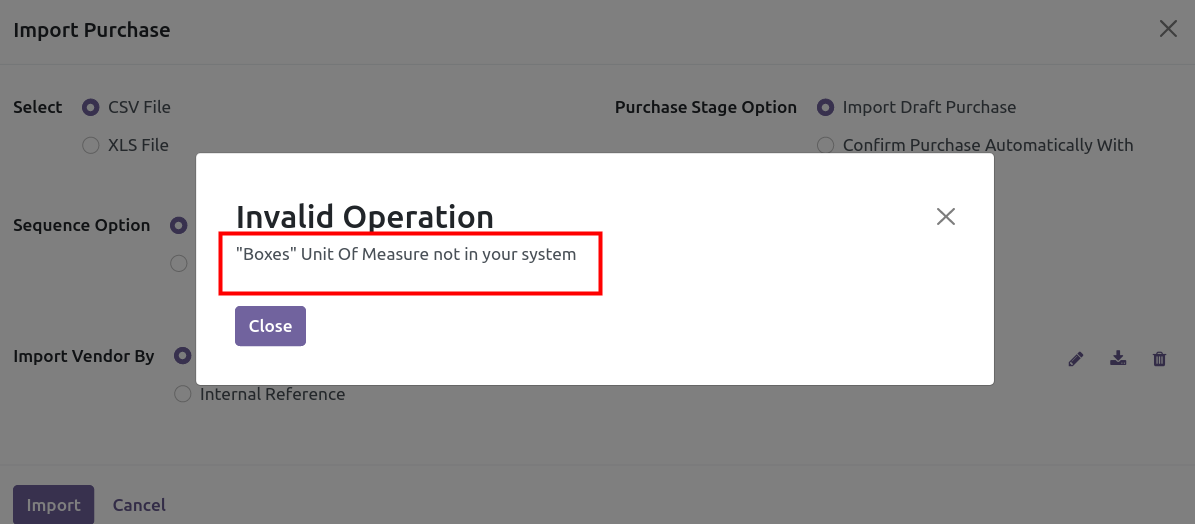 Import Purchase
Select CSV File
XLS File
Purchase Stage Option Import Draft Purchase
Confirm Purchase Automatically With
Invalid Operation
"Boxes" Unit Of Measure not in your system
Close
Sequence Option
Import Vendor By
Internal Reference
Import Cancel